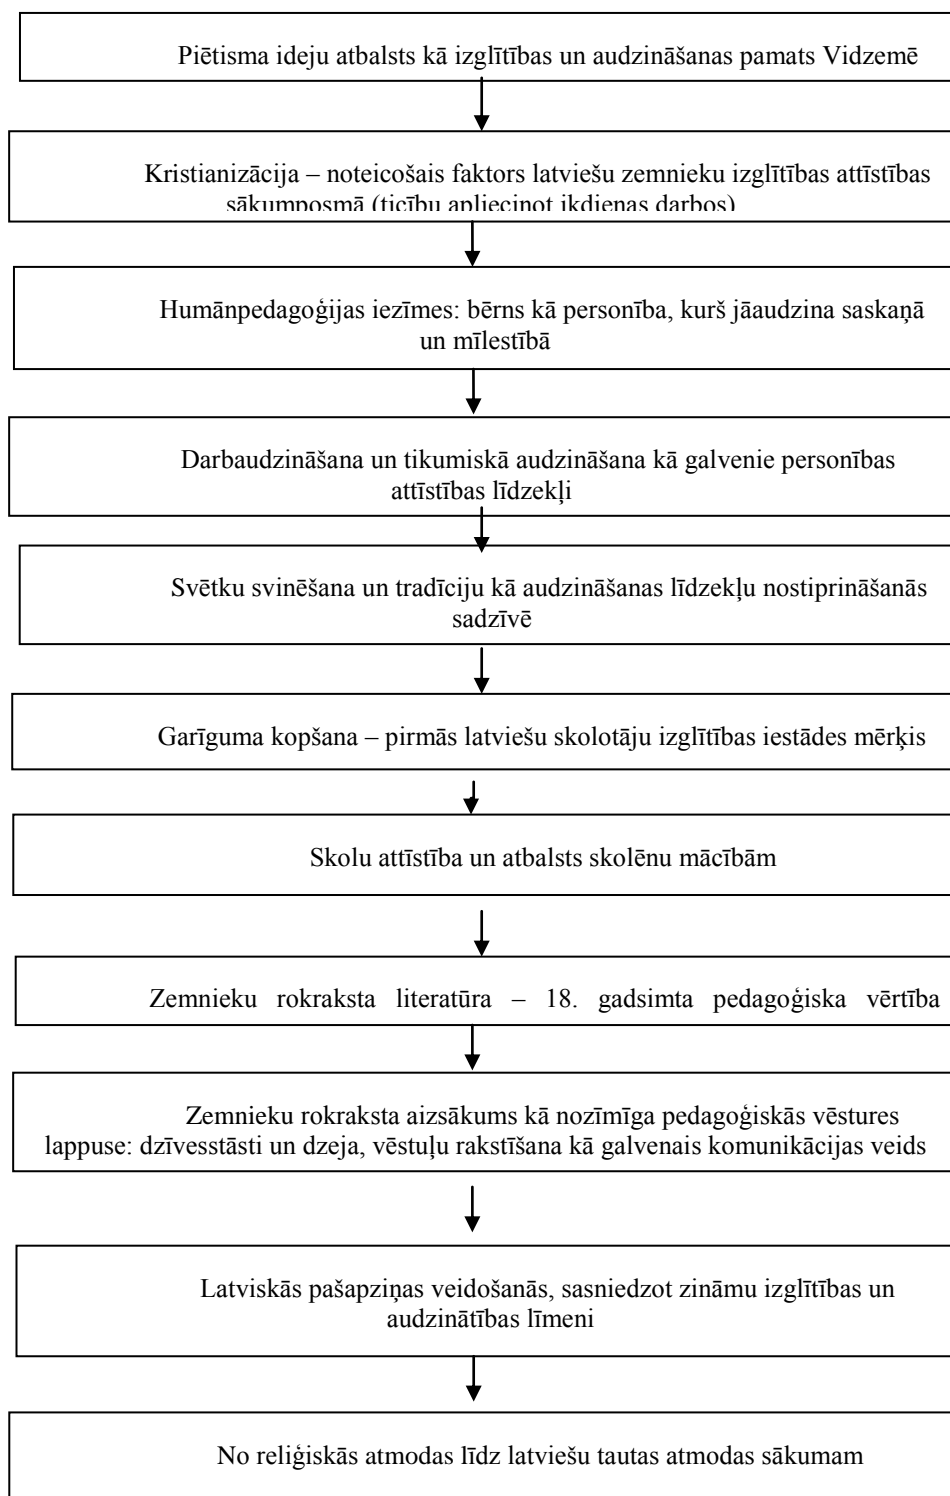 Piētisma ideju atbalsts kā izglītības un audzināšanas pamats Vidzemē
Kristianizācija – noteicošais faktors latviešu zemnieku izglītības attīstības
sākumposmā (ticību apliecinot ikdienas darbos)
Humānpedagoģijas iezīmes: bērns kā personība, kurš jāaudzina saskaņā
un mīlestībā
Darbaudzināšana un tikumiskā audzināšana kā galvenie personības
attīstības līdzekļi
Svētku svinēšana un tradīciju kā audzināšanas līdzekļu nostiprināšanās
sadzīvē
Garīguma kopšana – pirmās latviešu skolotāju izglītības iestādes mērķis
Skolu attīstība un atbalsts skolēnu mācībām
Zemnieku rokraksta literatūra – 18. gadsimta pedagoģiska vērtība
Zemnieku rokraksta aizsākums kā nozīmīga pedagoģiskās vēstures
lappuse: dzīvesstāsti un dzeja, vēstuļu rakstīšana kā galvenais komunikācijas veids
Latviskās pašapziņas veidošanās, sasniedzot zināmu izglītības un
audzinātības līmeni
No reliģiskās atmodas līdz latviešu tautas atmodas sākumam